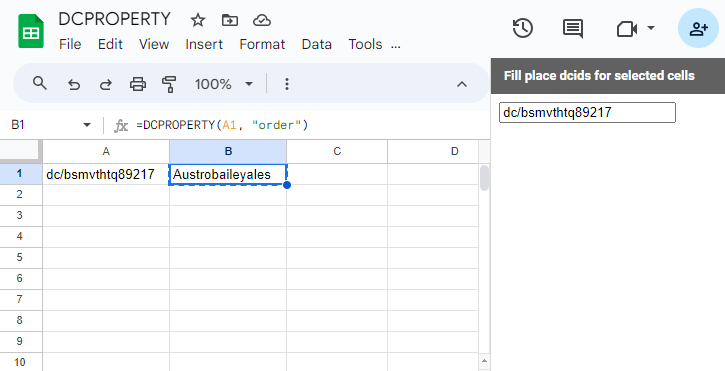 DCPROPERTY
File Edit View Insert Format Data Tools ...
100%
Fill place dcids for selected cells
dc/bsmvthtq89217
B1 fx =DCPROPERTY(A1, "order")
A B C D
1 dc/bsmvthtq89217 Austrobaileyales
2
3
4
5
6
7
8
9
10